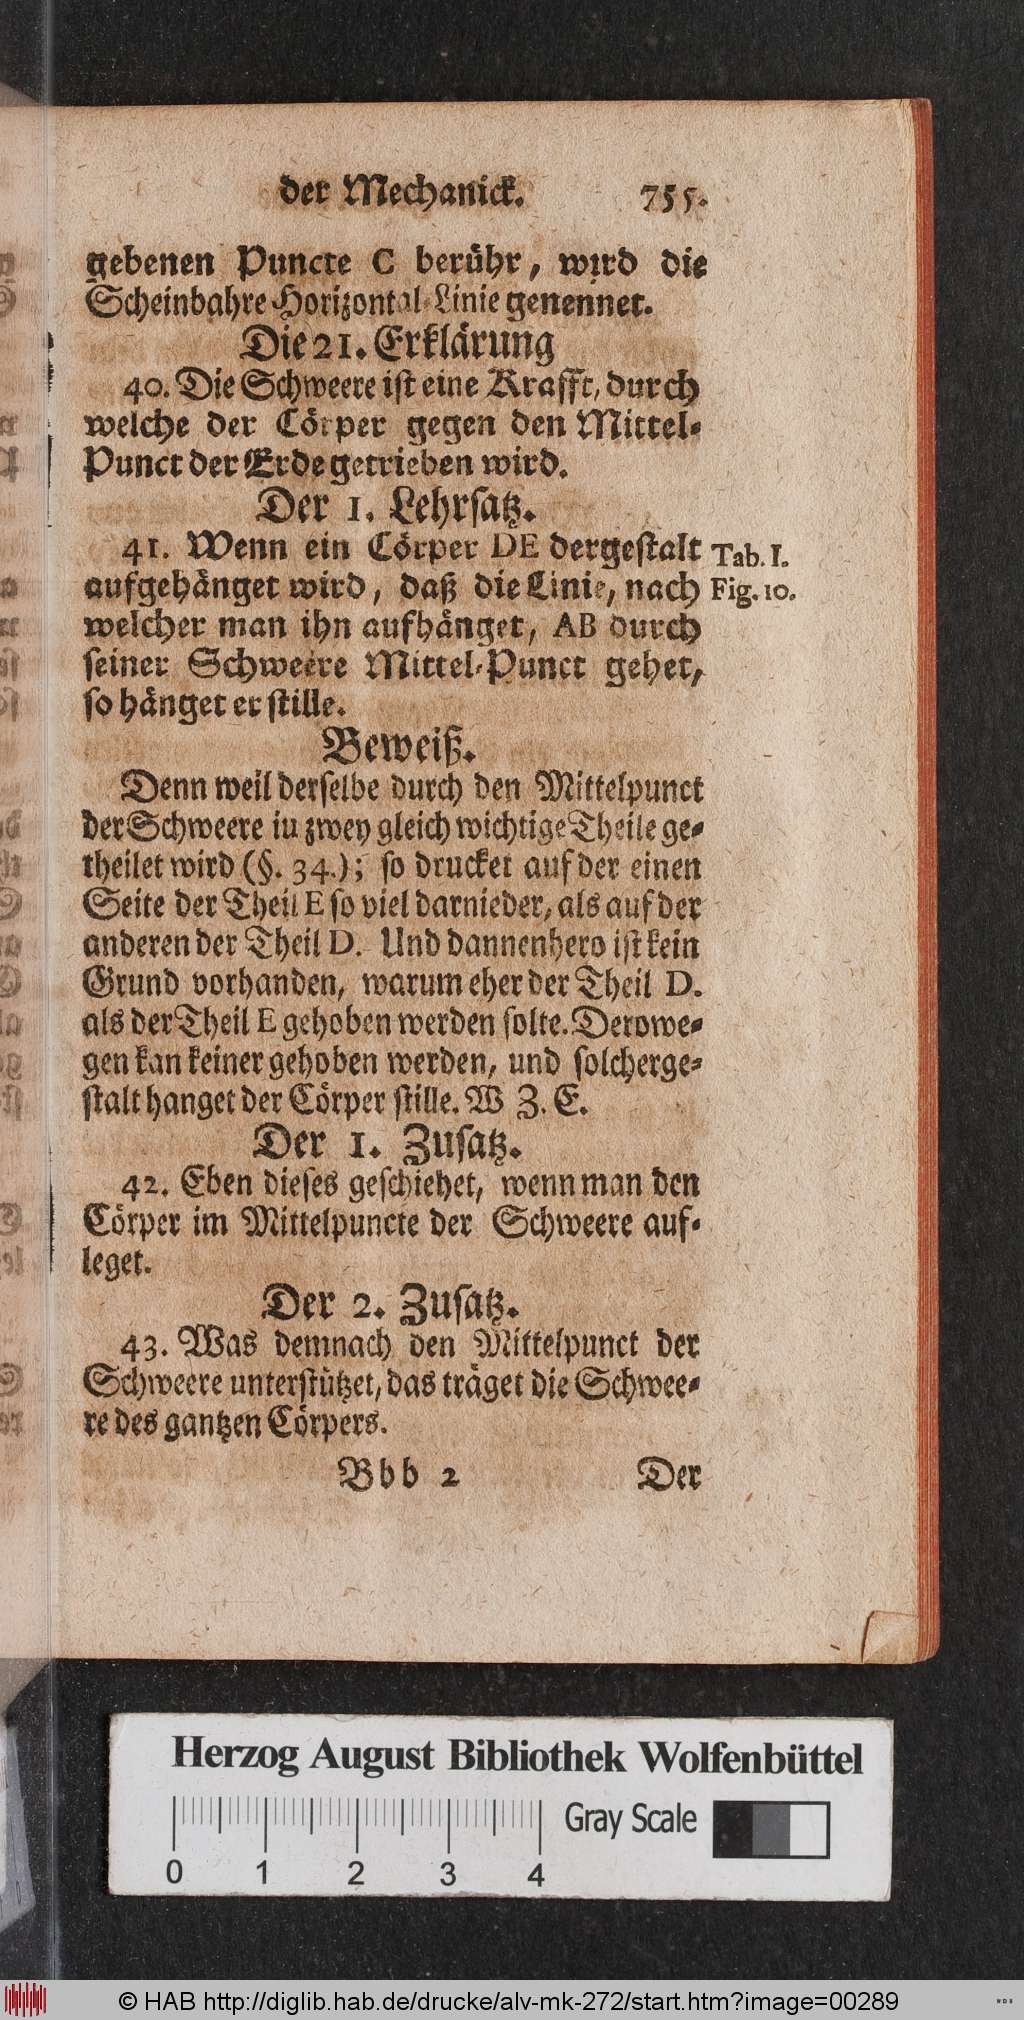 der Mechanick. 755.
gebenen Puncte C berühr, wird die
Scheinbahre Horizontal-Linie genennet.
Die 21. Erklärung
40. Die Schweere ist eine Krafft, durch
welche der Cörper gegen den Mittel-
Punct der Erde getrieben wird.
Der 1. Lehrsatz.
41. Wenn ein Cörper DE dergestalt
Tab. I.
aufgehänget wird, daß die Linie, nach
Fig. 10.
welcher man ihn aufhänget, AB durch
seiner Schweere Mittel-Punct gehet,
so hänget er stille.
Beweiß.
Denn weil derselbe durch den Mittelpunct
der Schweere iu zwey gleich wichtige Theile ge-
theilet wird (§. 34.); so drucket auf der einen
Seite der Theil E so viel darnieder, als auf der
anderen der Theil D. Und dannenhero ist kein
Grund vorhanden, warum eher der Theil D.
als der Theil E gehoben werden solte. Derowe-
gen kan keiner gehoben werden, und solcherge-
stalt hanget der Cörper stille. W Z. E.
Der 1. Zusatz.
42. Eben dieses geschiehet, wenn man den
Cörper im Mittelpuncte der Schweere auf-
leget.
Der 2. Zusatz.
43. Was demnach den Mittelpunct der
Schweere unterstützet, das träget die Schwee-
re des gantzen Cörpers.
Bbb 2 Der
Herzog August Bibliothek Wolfenbüttel
Gray Scale
0 1 2 3 4
© HAB http://diglib.hab.de/drucke/alv-mk-272/start.htm?image=00289